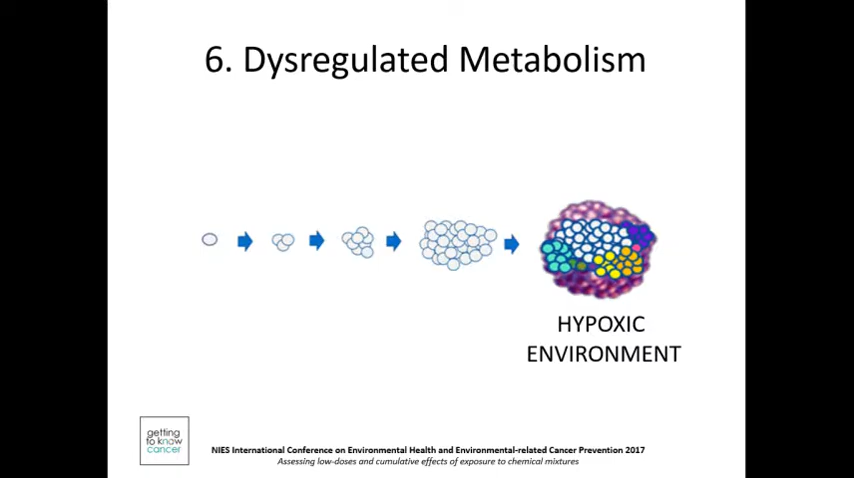 6. Dysregulated Metabolism
HYPOXIC
ENVIRONMENT
getting
to know
cancer
NIES International Conference on Environmental Health and Environmental-related Cancer Prevention 2017
Assessing low-doses and cumulative effects of exposure to chemical mixtures